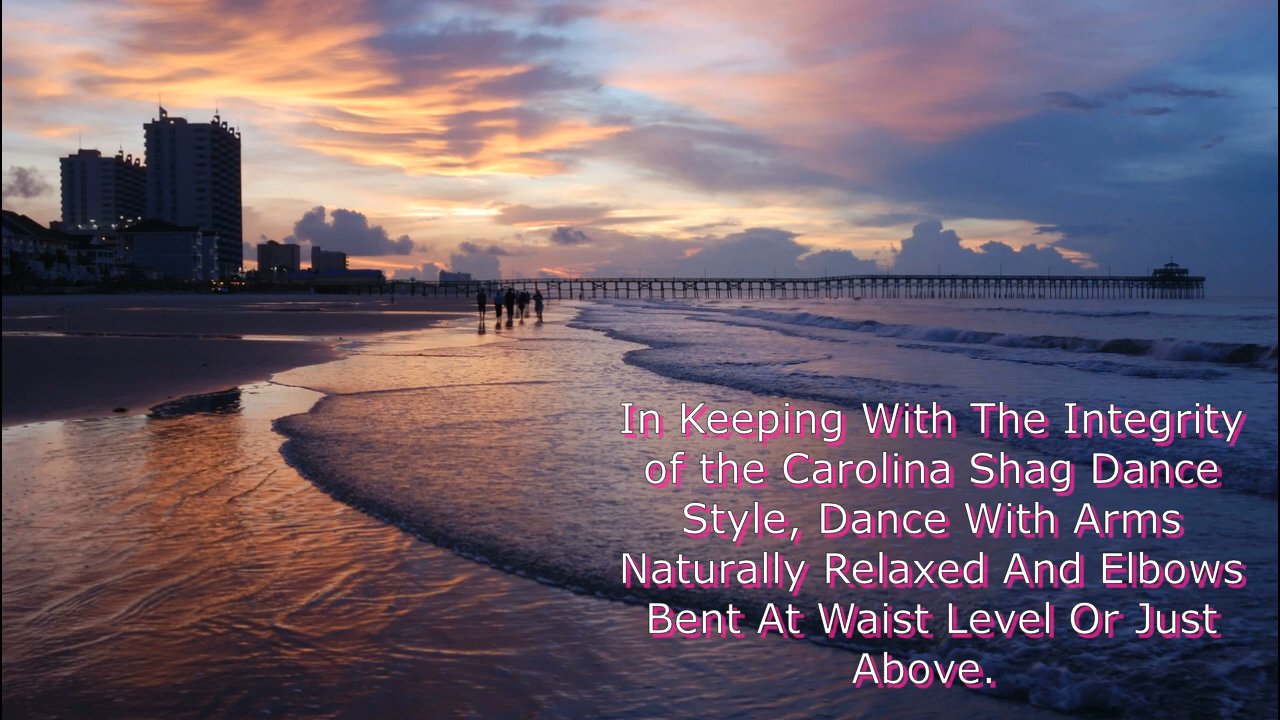 In Keeping With The Integrity
of the Carolina Shag Dance
Style, Dance With Arms
Naturally Relaxed And Elbows
Bent At Waist Level Or Just
Above.